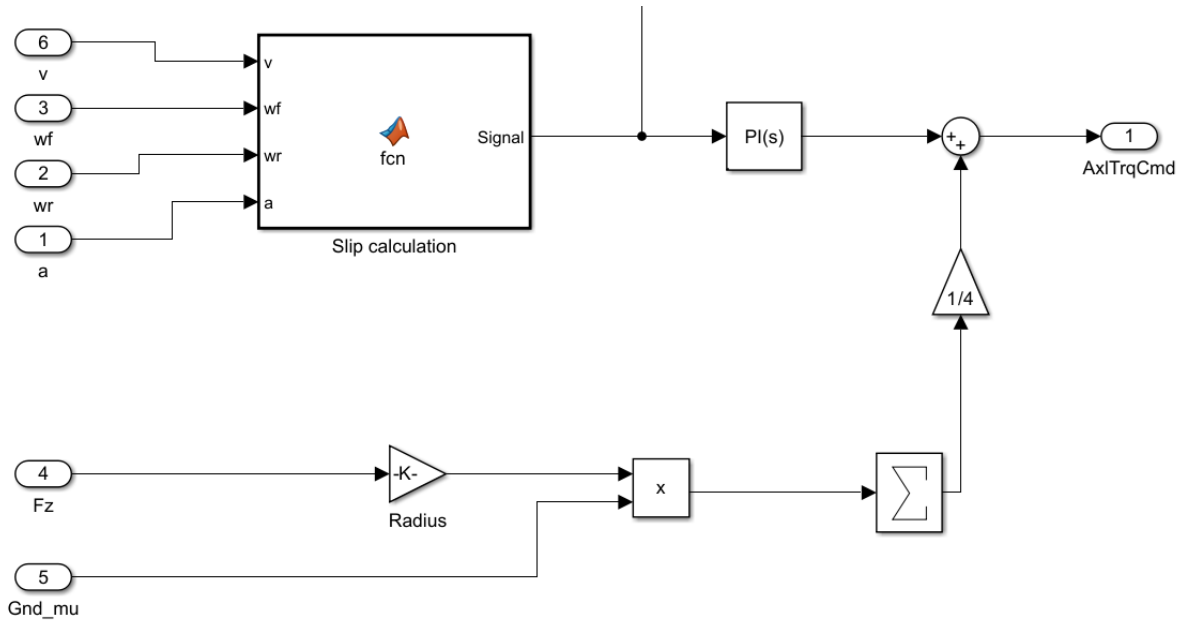 6
v
v
3
wf
wf
2
wr
wr
1
a
a
fcn
Signal
Slip calculation
PI(s)
+
+
1
AxlTrqCmd
1/4
4
Fz
-K-
Radius
x
∑
5
Gnd_mu